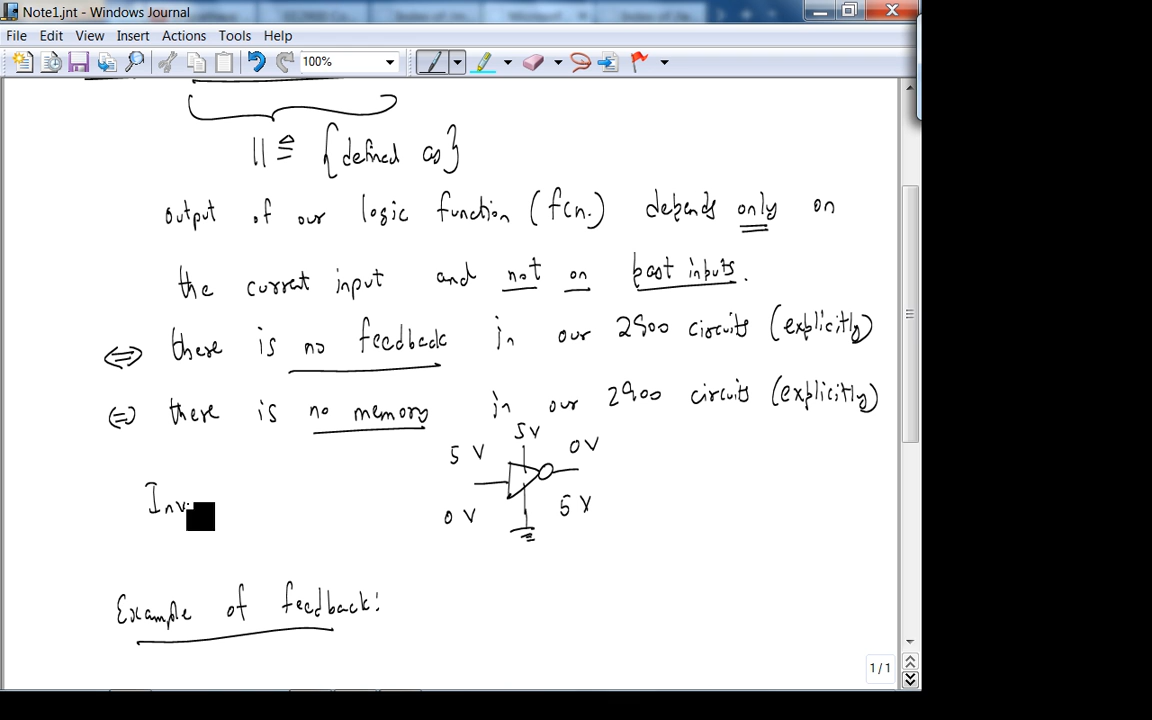 Note1.jnt - Windows Journal
File Edit View Insert Actions Tools Help
100%
|| ≜ {defined as}
output of our logic function (fcn.) depends only on
the current input and not on past inputs.
⇔ there is no feedback in our 2900 circuits (explicitly)
⇔ there is no memory in our 2900 circuits (explicitly)
5V
5 V 0V
Inv
0 V 5 V
Example of feedback:
1/1